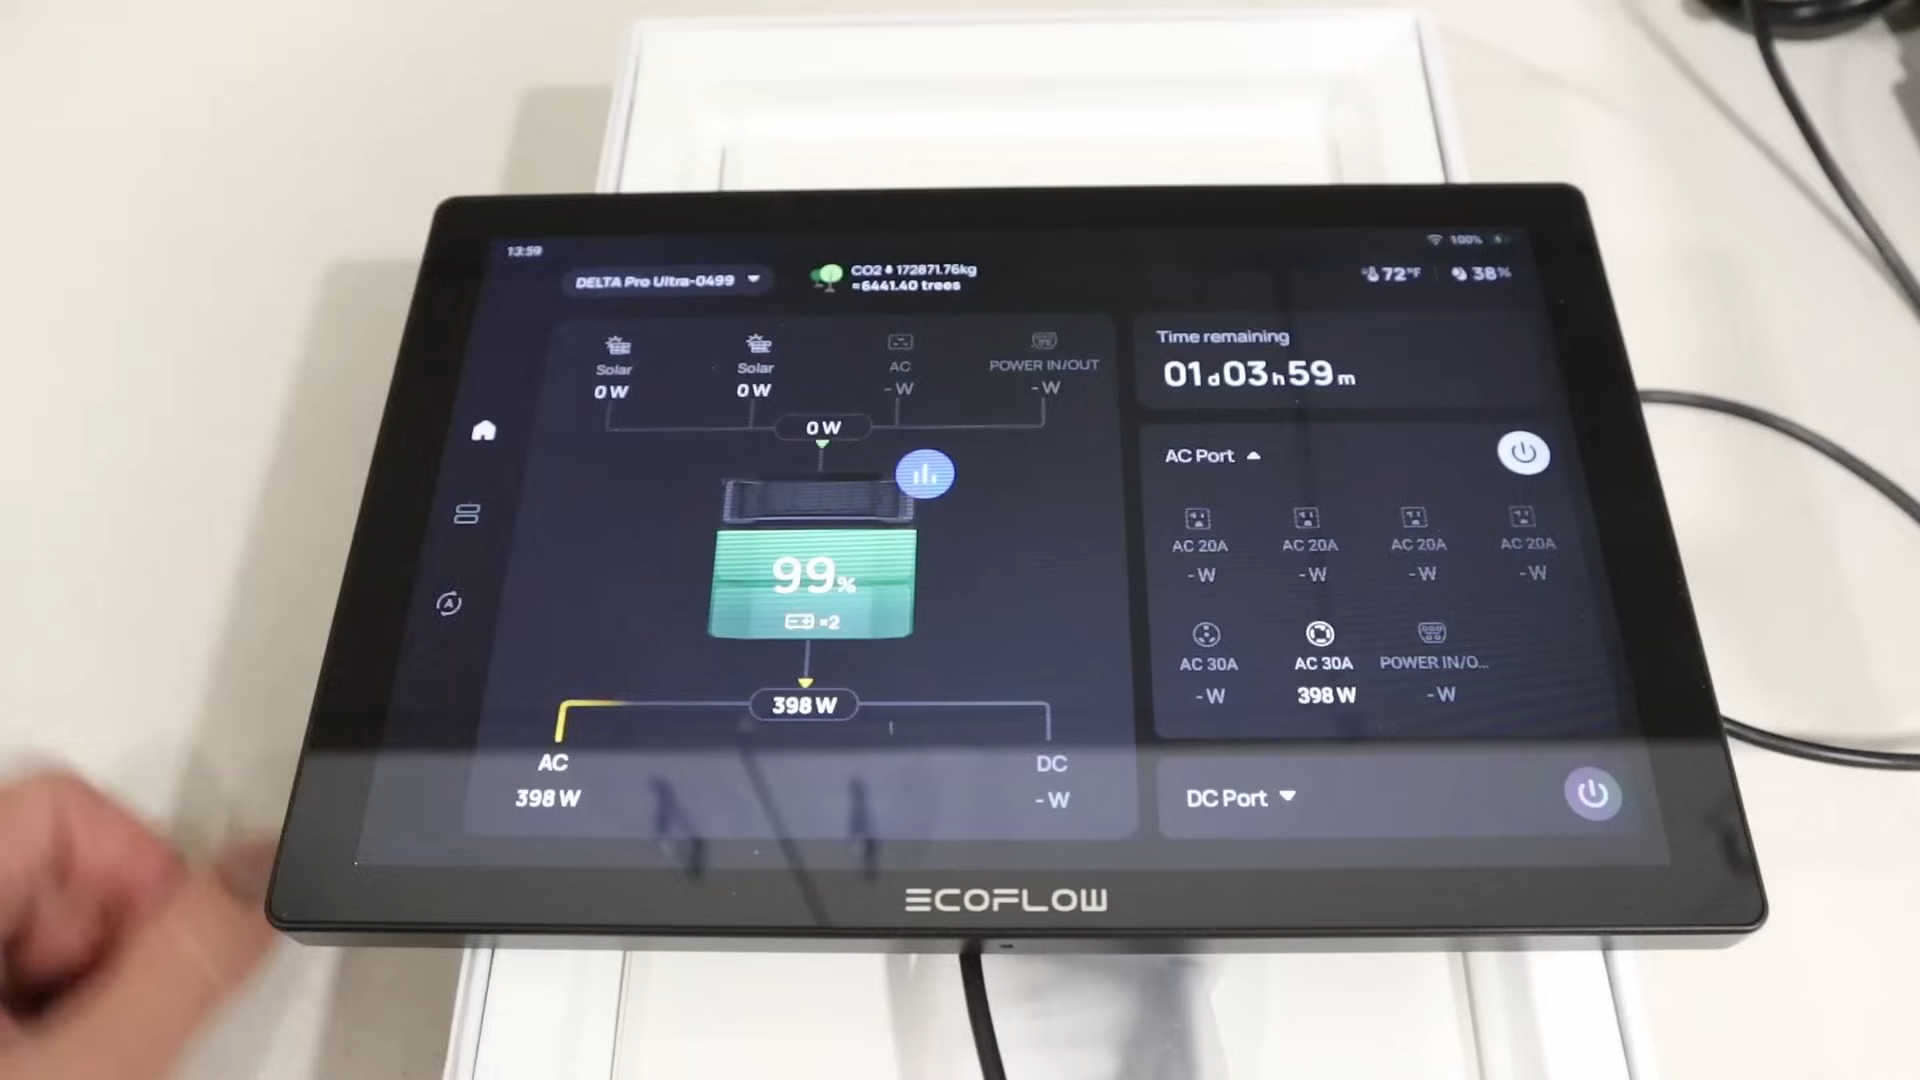 13:59
100%
DELTA Pro Ultra-0499
CO2 172871.76kg
≈6441.40 trees
72°F
38%
Solar
0 W
Solar
0 W
AC
- W
POWER IN/OUT
- W
0 W
99%
×2
398 W
AC
398 W
DC
- W
Time remaining
01d03h59m
AC Port
AC 20A
- W
AC 20A
- W
AC 20A
- W
AC 20A
- W
AC 30A
- W
AC 30A
398 W
POWER IN/O...
- W
DC Port
ECOFLOW